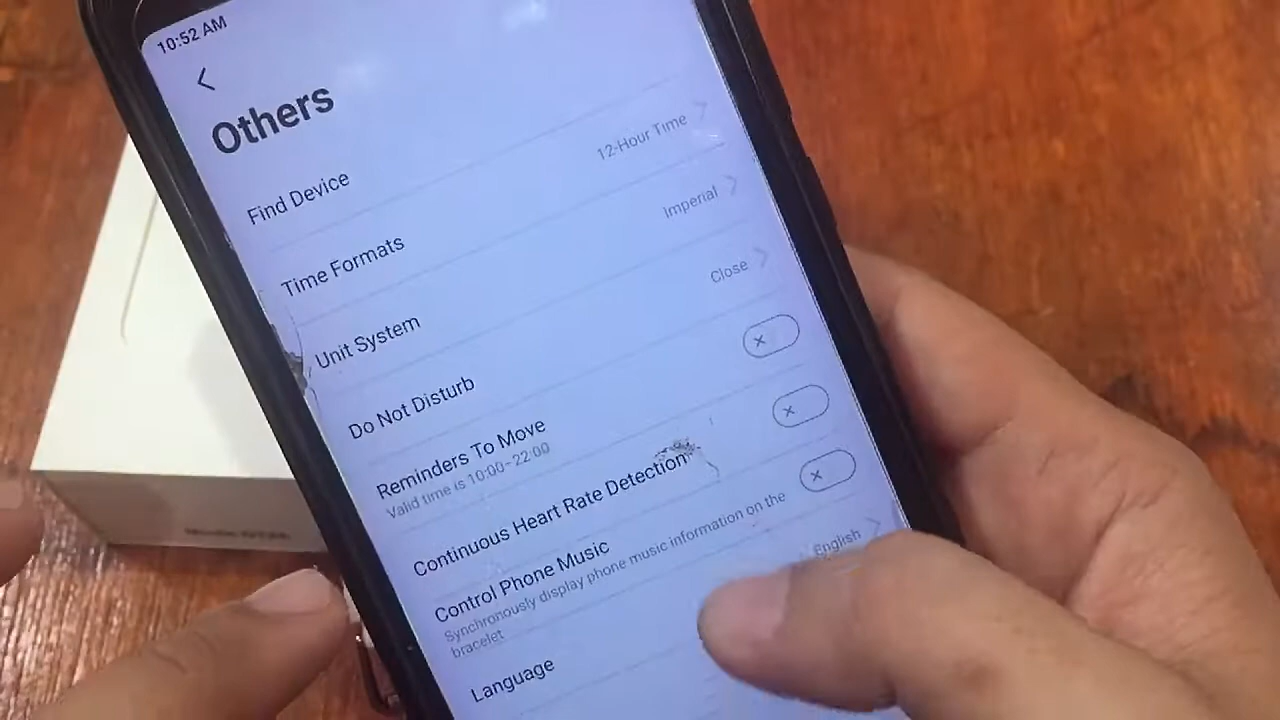 10:52 AM
Others
Find Device
Time Formats 12-Hour Time
Unit System Imperial
Do Not Disturb Close
Reminders To Move
Valid time is 10:00~22:00
Continuous Heart Rate Detection
Control Phone Music
Synchronously display phone music information on the
bracelet
Language English